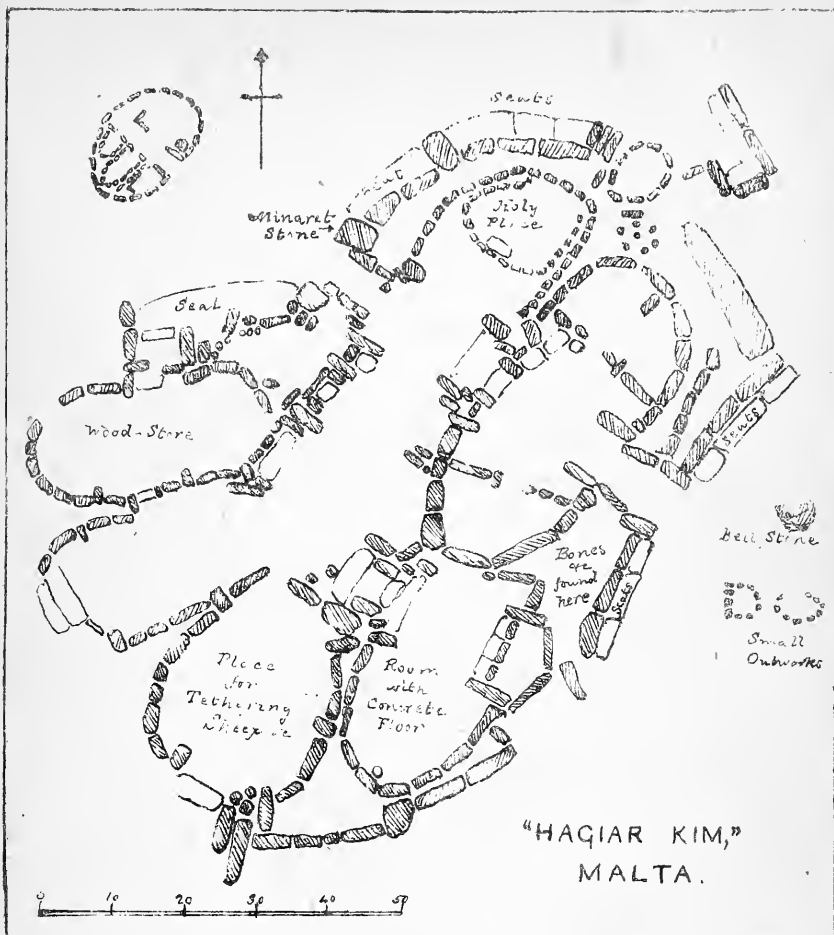 Seats
Seat
Minaret
Stone
Holy
Place
Seat
Wood-Store
Seats
Bell Stone
Bones
&c
found
here
Seats
Small
Outworks
Place
for
Tethering
Sheep &c
Room
with
Concrete
Floor
"HAGIAR KIM,"
MALTA.
0 10 20 30 40 50